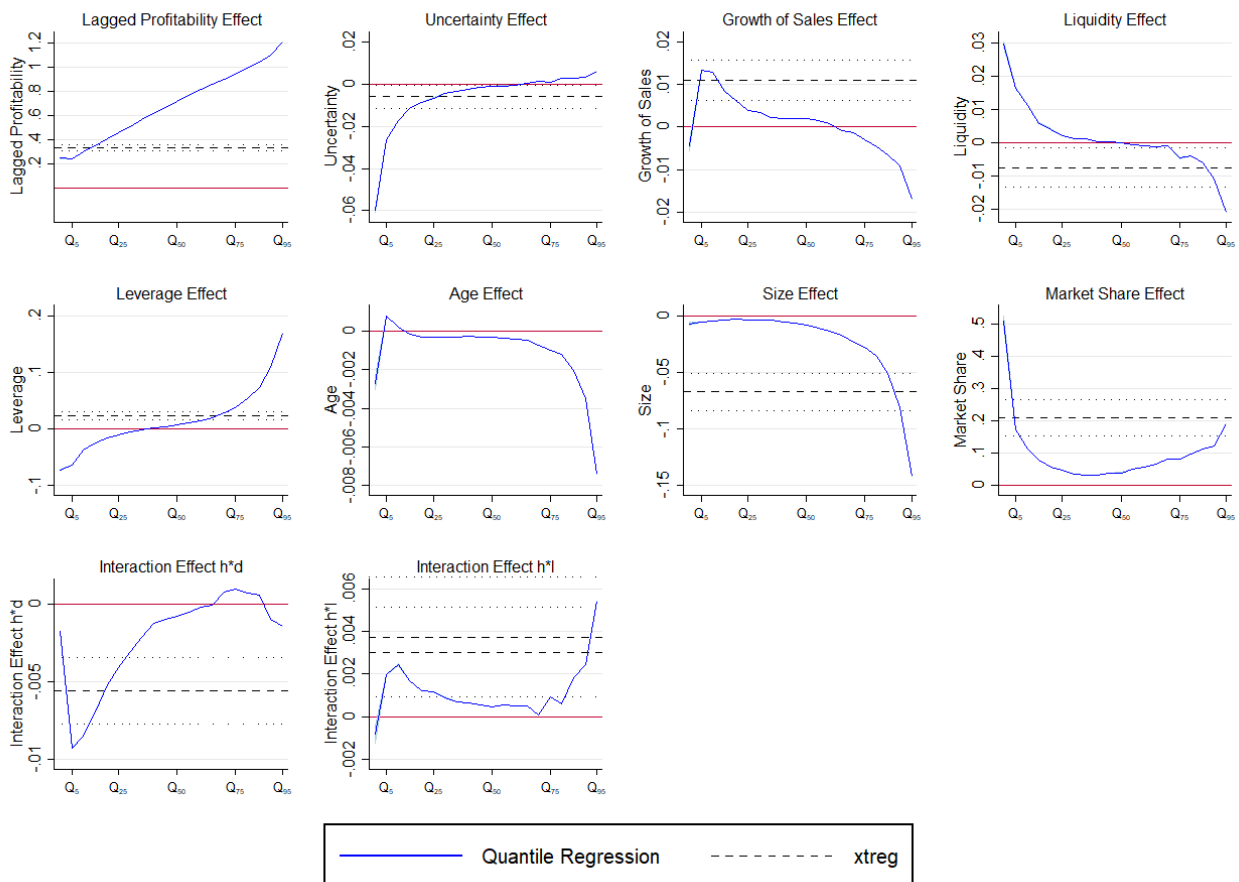 Lagged Profitability Effect
Lagged Profitability
1.2
1
.8
.6
.4
.2
Q₅ Q₂₅ Q₅₀ Q₇₅ Q₉₅
Uncertainty Effect
Uncertainty
.02
0
-.02
-.04
-.06
Q₅ Q₂₅ Q₅₀ Q₇₅ Q₉₅
Growth of Sales Effect
Growth of Sales
.02
.01
0
-.01
-.02
Q₅ Q₂₅ Q₅₀ Q₇₅ Q₉₅
Liquidity Effect
Liquidity
.03
.02
.01
0
-.01
-.02
Q₅ Q₂₅ Q₅₀ Q₇₅ Q₉₅
Leverage Effect
Leverage
.2
.1
0
-.1
Q₅ Q₂₅ Q₅₀ Q₇₅ Q₉₅
Age Effect
Age
0
-.002
-.004
-.006
-.008
Q₅ Q₂₅ Q₅₀ Q₇₅ Q₉₅
Size Effect
Size
0
-.05
-.1
-.15
Q₅ Q₂₅ Q₅₀ Q₇₅ Q₉₅
Market Share Effect
Market Share
.5
.4
.3
.2
.1
0
Q₅ Q₂₅ Q₅₀ Q₇₅ Q₉₅
Interaction Effect h*d
Interaction Effect h*d
0
-.005
-.01
Q₅ Q₂₅ Q₅₀ Q₇₅ Q₉₅
Interaction Effect h*l
Interaction Effect h*l
.006
.004
.002
0
-.002
Q₅ Q₂₅ Q₅₀ Q₇₅ Q₉₅
Quantile Regression xtreg